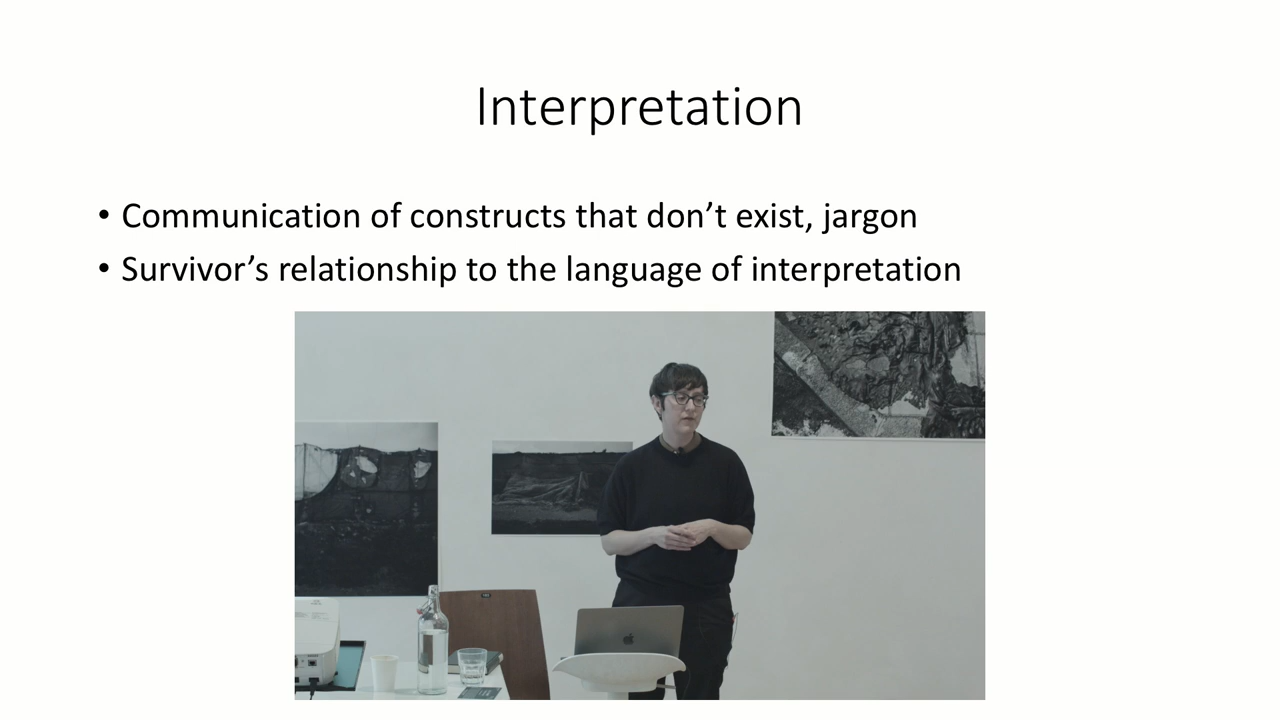 Interpretation
• Communication of constructs that don’t exist, jargon
• Survivor’s relationship to the language of interpretation